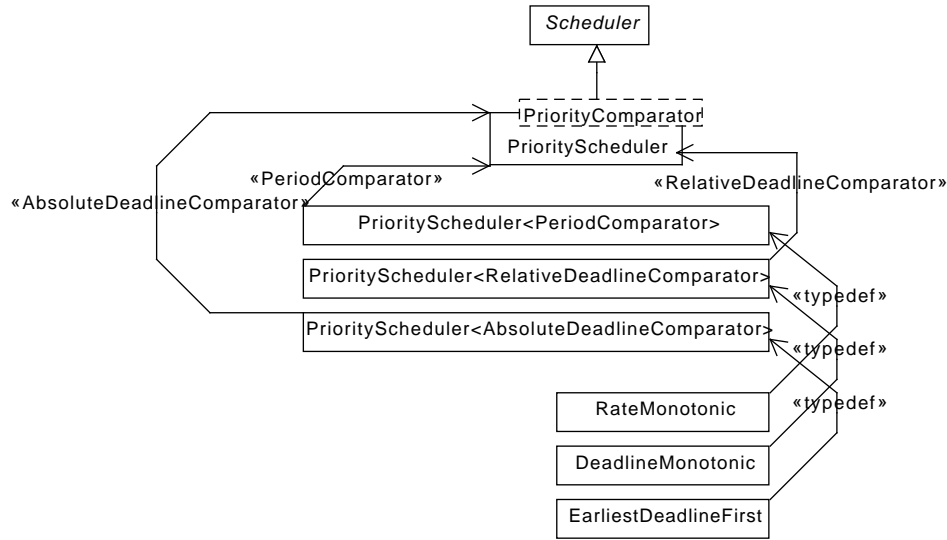 Scheduler
PriorityComparator
PriorityScheduler
«PeriodComparator»
«RelativeDeadlineComparator»
«AbsoluteDeadlineComparator»
PriorityScheduler<PeriodComparator>
PriorityScheduler<RelativeDeadlineComparator>
«typedef»
PriorityScheduler<AbsoluteDeadlineComparator>
«typedef»
«typedef»
RateMonotonic
DeadlineMonotonic
EarliestDeadlineFirst